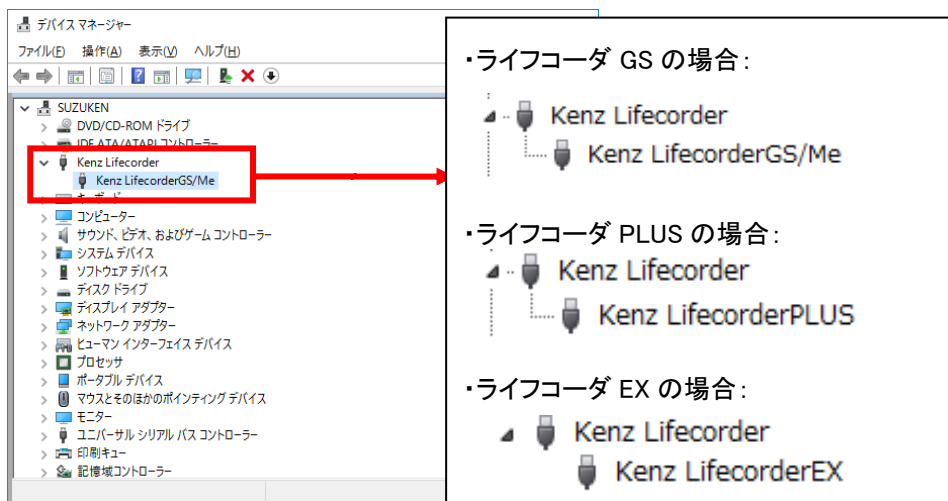 デバイス マネージャー
ファイル(F) 操作(A) 表示(V) ヘルプ(H)
SUZUKEN
DVD/CD-ROM ドライブ
IDE ATA/ATAPI コントローラー
Kenz Lifecorder
Kenz LifecorderGS/Me
キーボード
コンピューター
サウンド、ビデオ、およびゲーム コントローラー
システム デバイス
ソフトウェア デバイス
ディスク ドライブ
ディスプレイ アダプター
ネットワーク アダプター
ヒューマン インターフェイス デバイス
プロセッサ
ポータブル デバイス
マウスとそのほかのポインティング デバイス
モニター
ユニバーサル シリアル バス コントローラー
印刷キュー
記憶域コントローラー
・ライフコーダ GS の場合:
Kenz Lifecorder
Kenz LifecorderGS/Me
・ライフコーダ PLUS の場合:
Kenz Lifecorder
Kenz LifecorderPLUS
・ライフコーダ EX の場合:
Kenz Lifecorder
Kenz LifecorderEX